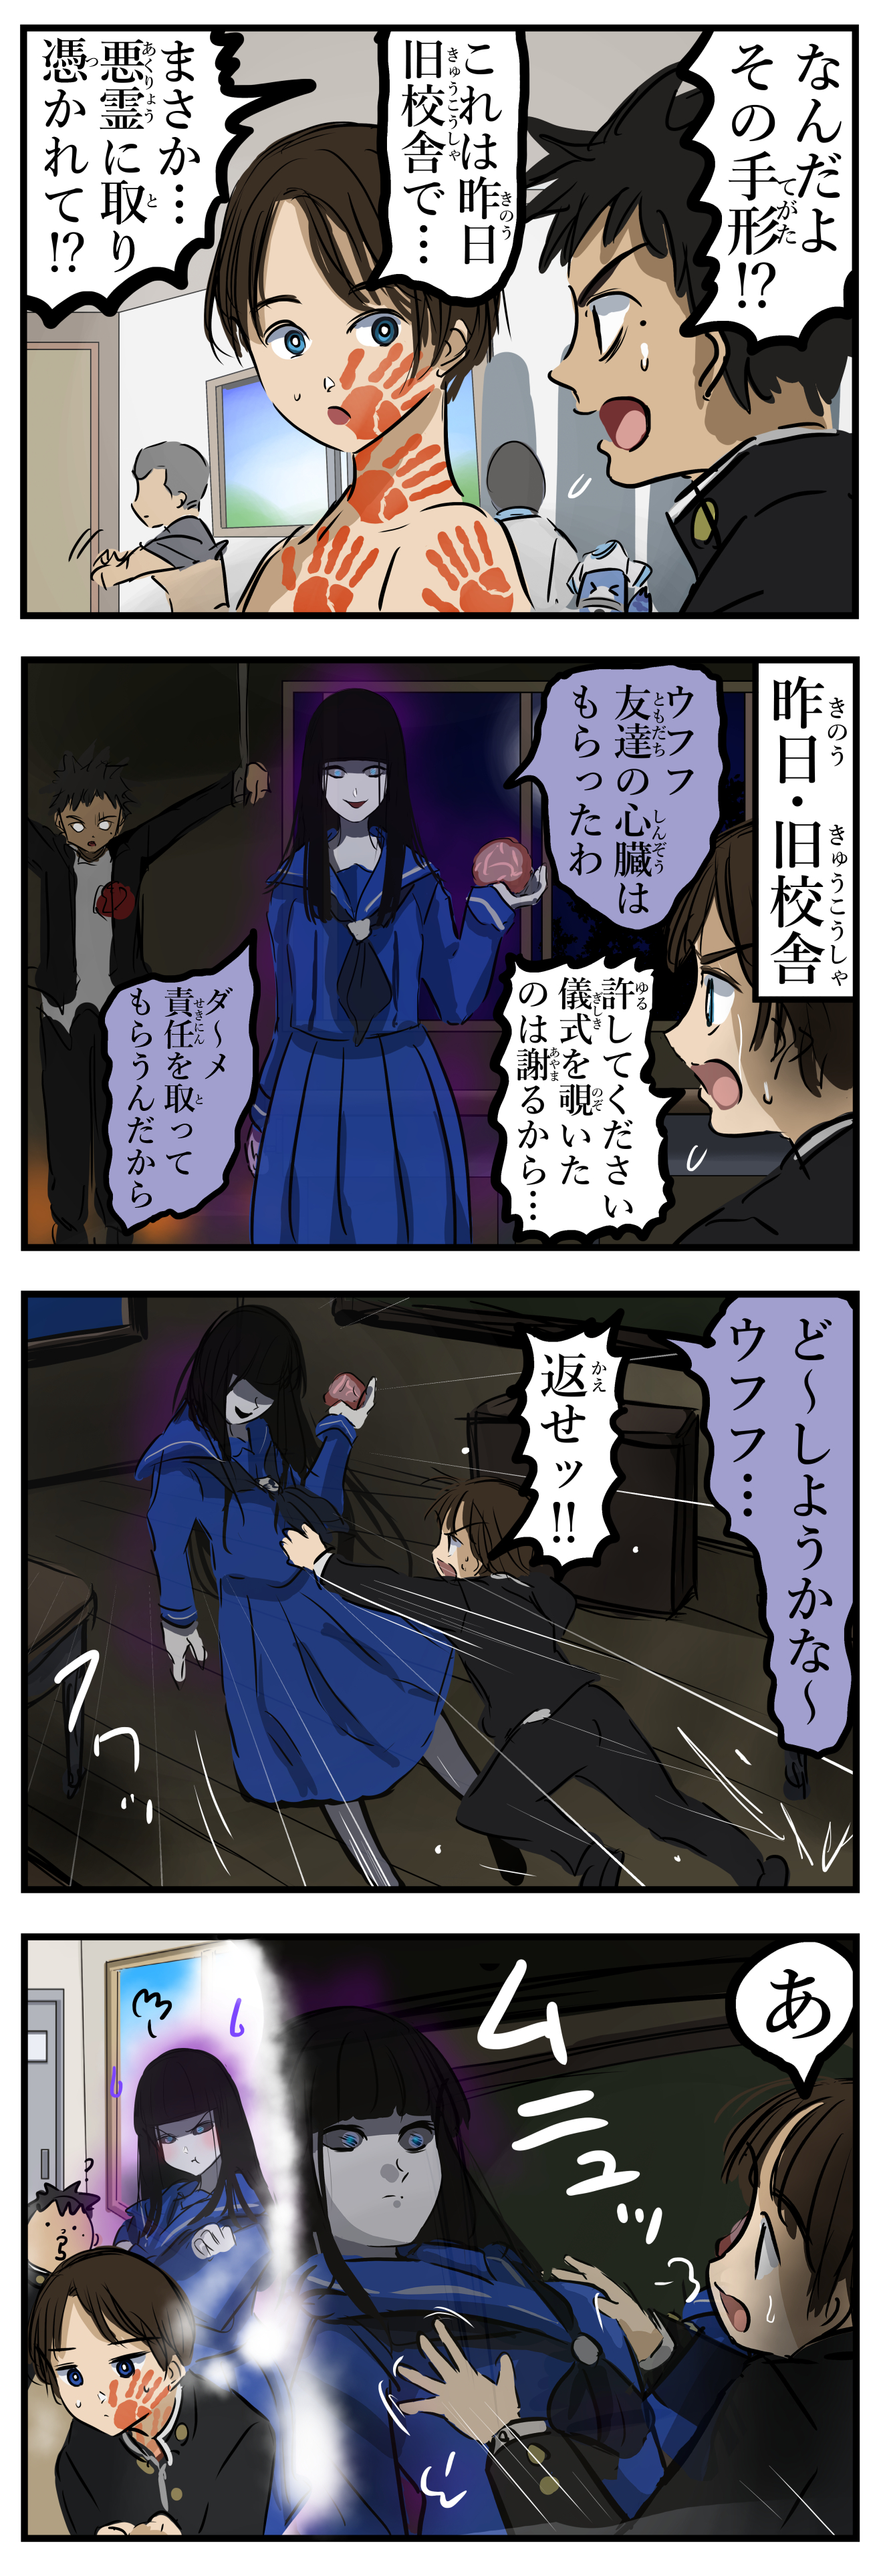 なんだよ
その手形!?
これは昨日
旧校舎で…
まさか…
悪霊に取り
憑かれて!?
昨日・旧校舎
ウフフ
友達の心臓は
もらったわ
許してください
儀式を覗いた
のは謝るから…
ダ〜メ
責任を取って
もらうんだから
ど〜しようかな〜
ウフフ…
返せッ!!
あ
ムニュッ